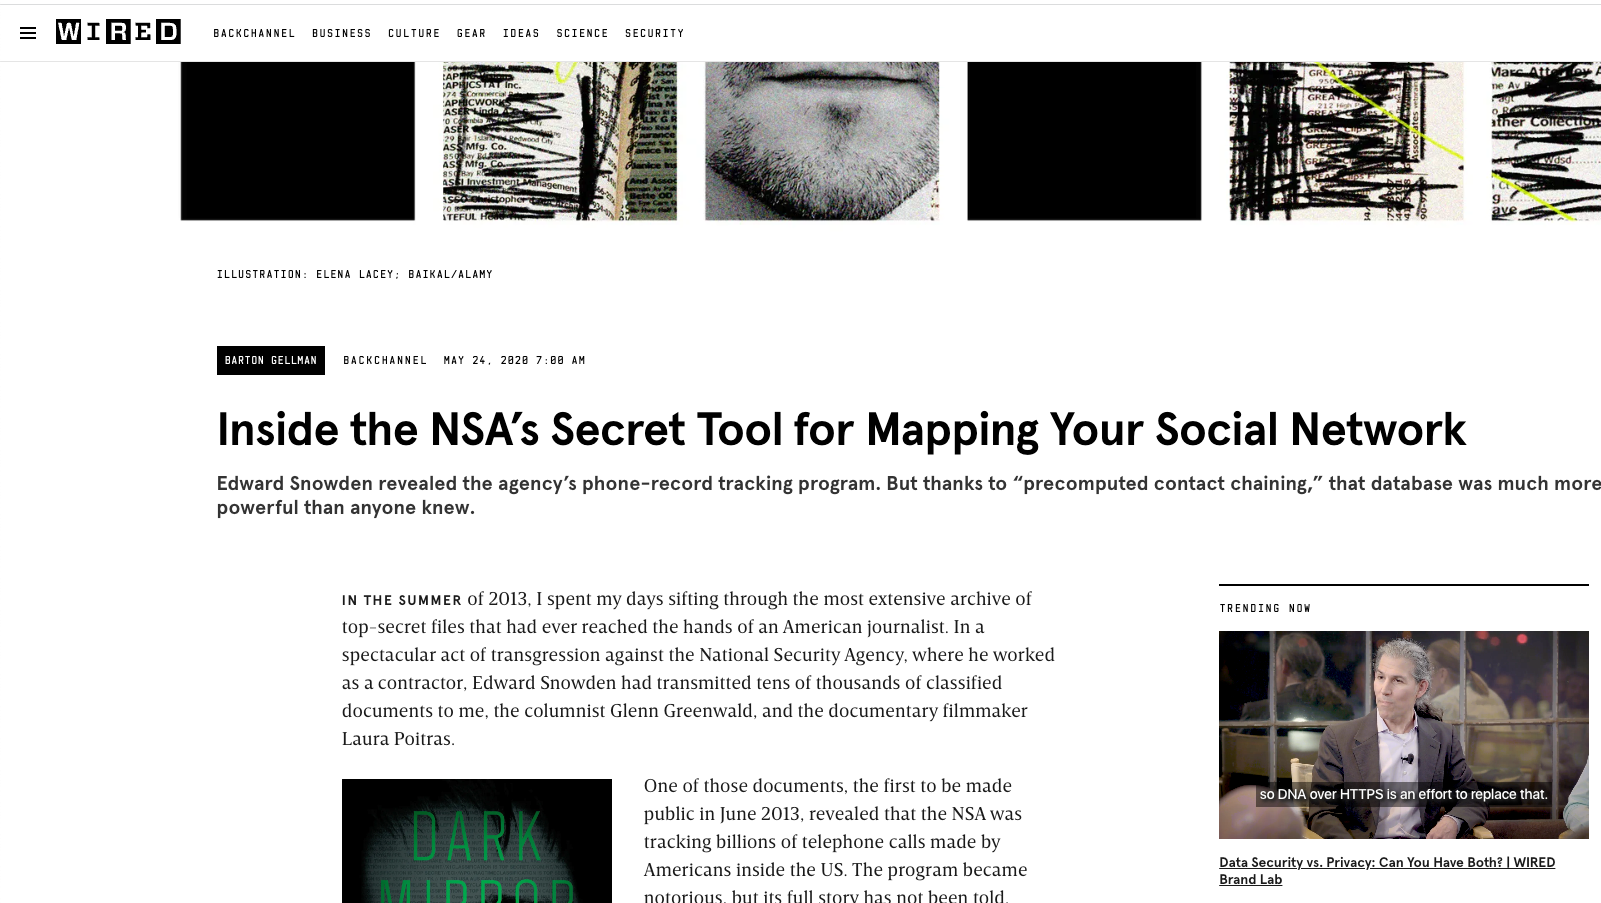 WIRED
BACKCHANNEL BUSINESS CULTURE GEAR IDEAS SCIENCE SECURITY
ILLUSTRATION: ELENA LACEY; BAIKAL/ALAMY
BARTON GELLMAN BACKCHANNEL MAY 24, 2020 7:00 AM
Inside the NSA’s Secret Tool for Mapping Your Social Network
Edward Snowden revealed the agency’s phone-record tracking program. But thanks to “precomputed contact chaining,” that database was much more
powerful than anyone knew.
IN THE SUMMER of 2013, I spent my days sifting through the most extensive archive of
top-secret files that had ever reached the hands of an American journalist. In a
spectacular act of transgression against the National Security Agency, where he worked
as a contractor, Edward Snowden had transmitted tens of thousands of classified
documents to me, the columnist Glenn Greenwald, and the documentary filmmaker
Laura Poitras.
DARK
MIRROR
One of those documents, the first to be made
public in June 2013, revealed that the NSA was
tracking billions of telephone calls made by
Americans inside the US. The program became
notorious, but its full story has not been told.
TRENDING NOW
so DNA over HTTPS is an effort to replace that.
Data Security vs. Privacy: Can You Have Both? | WIRED
Brand Lab